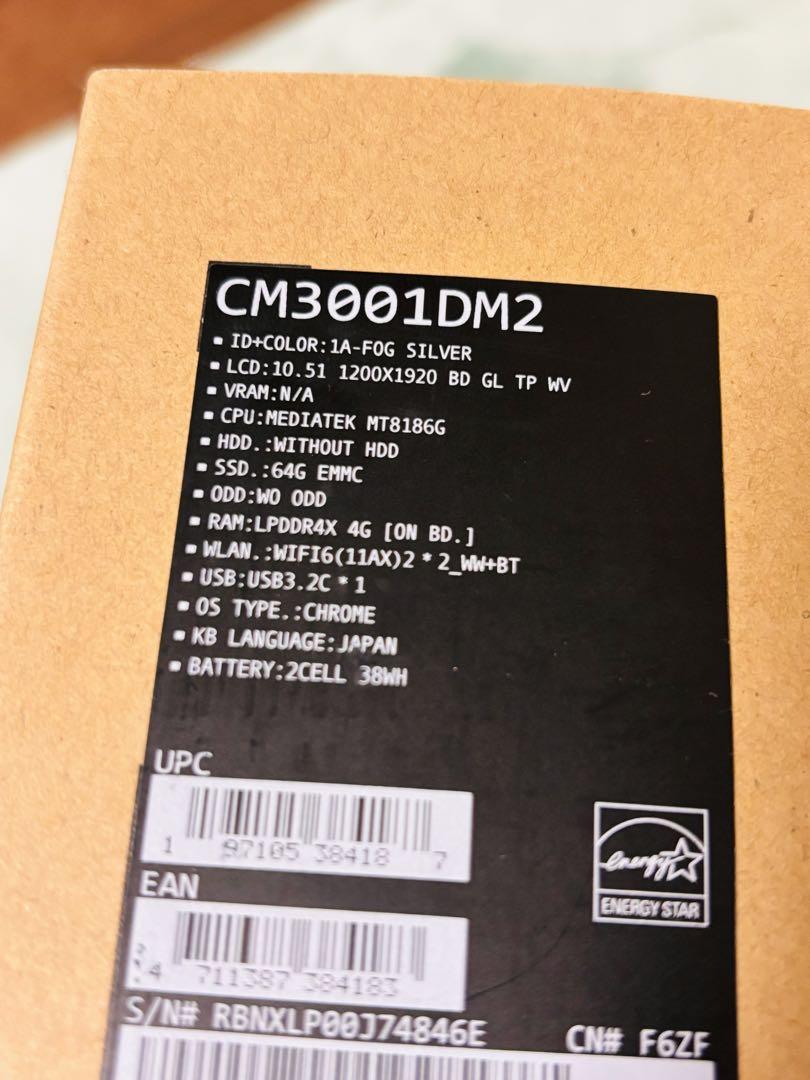 CM3001DM2
▪ ID+COLOR:1A-FOG SILVER
▪ LCD:10.51 1200X1920 BD GL TP WV
▪ VRAM:N/A
▪ CPU:MEDIATEK MT8186G
▪ HDD.:WITHOUT HDD
▪ SSD.:64G EMMC
▪ ODD:WO ODD
▪ RAM:LPDDR4X 4G [ON BD.]
▪ WLAN.:WIFI6(11AX)2*2_WW+BT
▪ USB:USB3.2C*1
▪ OS TYPE.:CHROME
▪ KB LANGUAGE:JAPAN
▪ BATTERY:2CELL 38WH
UPC
1 97105 38418 7
EAN
4 711387 384183
energy
ENERGY STAR
S/N# RBNXLP00J74846E CN# F6ZF